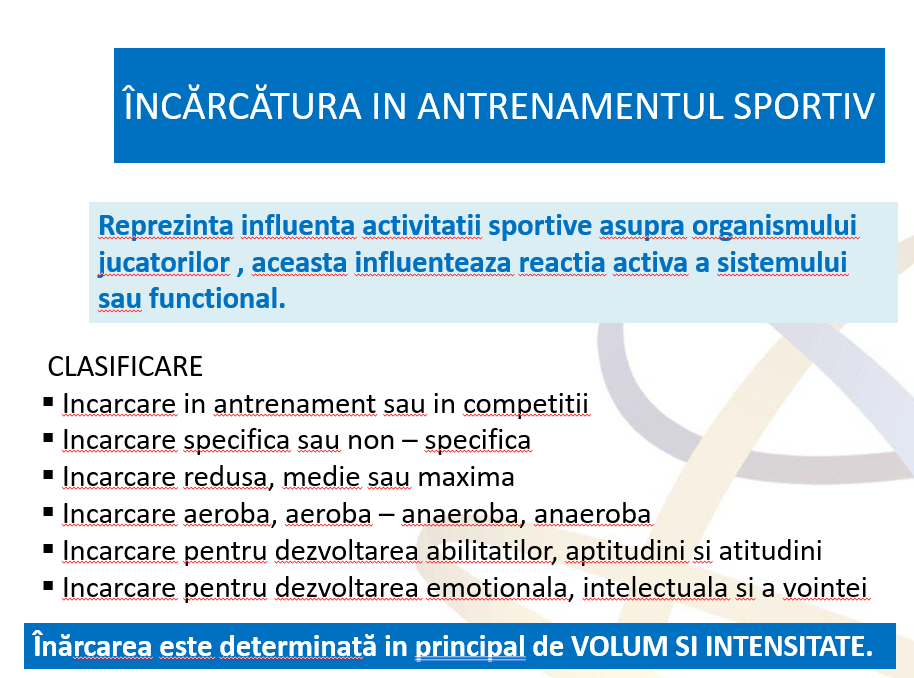 ÎNCĂRCĂTURA IN ANTRENAMENTUL SPORTIV
Reprezinta influenta activitatii sportive asupra organismului
jucatorilor , aceasta influenteaza reactia activa a sistemului
sau functional.
CLASIFICARE
▪ Incarcare in antrenament sau in competitii
▪ Incarcare specifica sau non – specifica
▪ Incarcare redusa, medie sau maxima
▪ Incarcare aeroba, aeroba – anaeroba, anaeroba
▪ Incarcare pentru dezvoltarea abilitatilor, aptitudini si atitudini
▪ Incarcare pentru dezvoltarea emotionala, intelectuala si a vointei
Înărcarea este determinată in principal de VOLUM SI INTENSITATE.